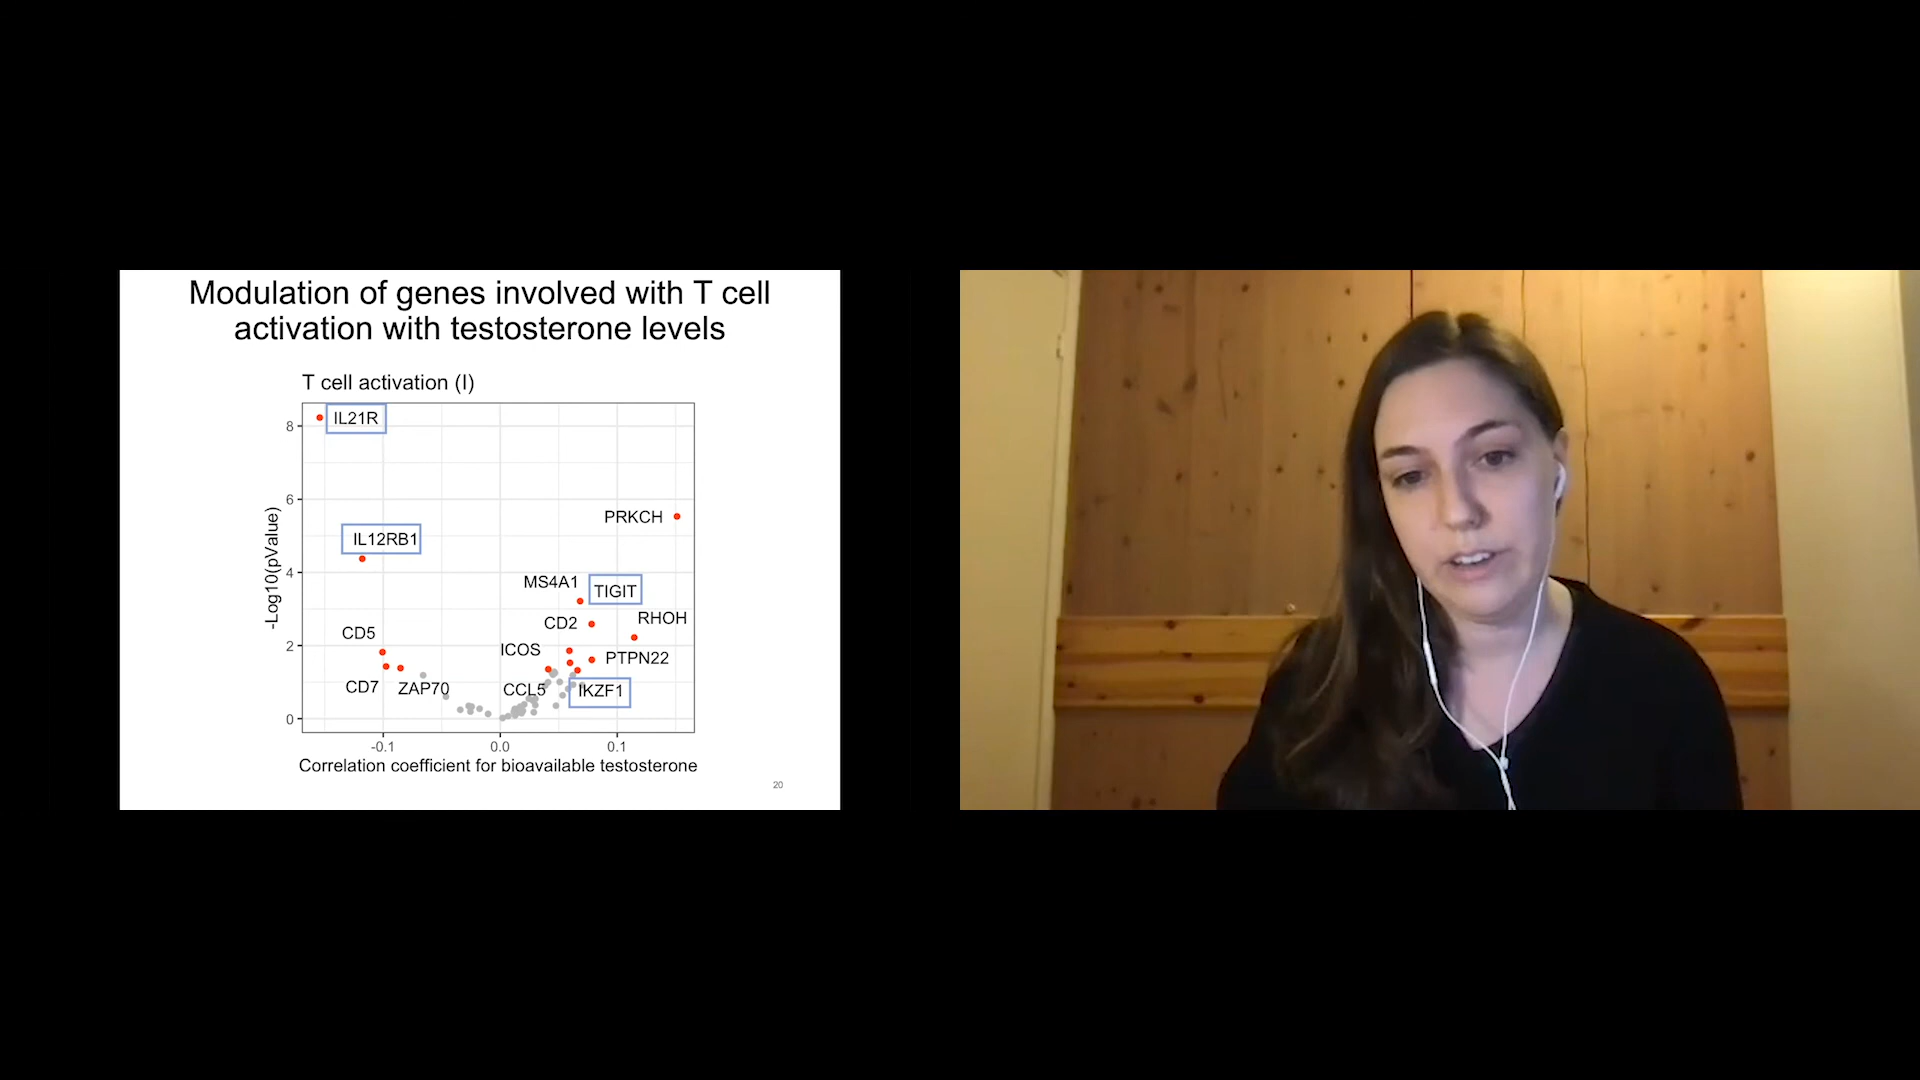 Modulation of genes involved with T cell
activation with testosterone levels
T cell activation (I)
8
6
4
2
0
-Log10(pValue)
IL21R
PRKCH
IL12RB1
MS4A1
TIGIT
CD2
RHOH
CD5
ICOS
PTPN22
CD7
ZAP70
CCL5
IKZF1
-0.1
0.0
0.1
Correlation coefficient for bioavailable testosterone
20